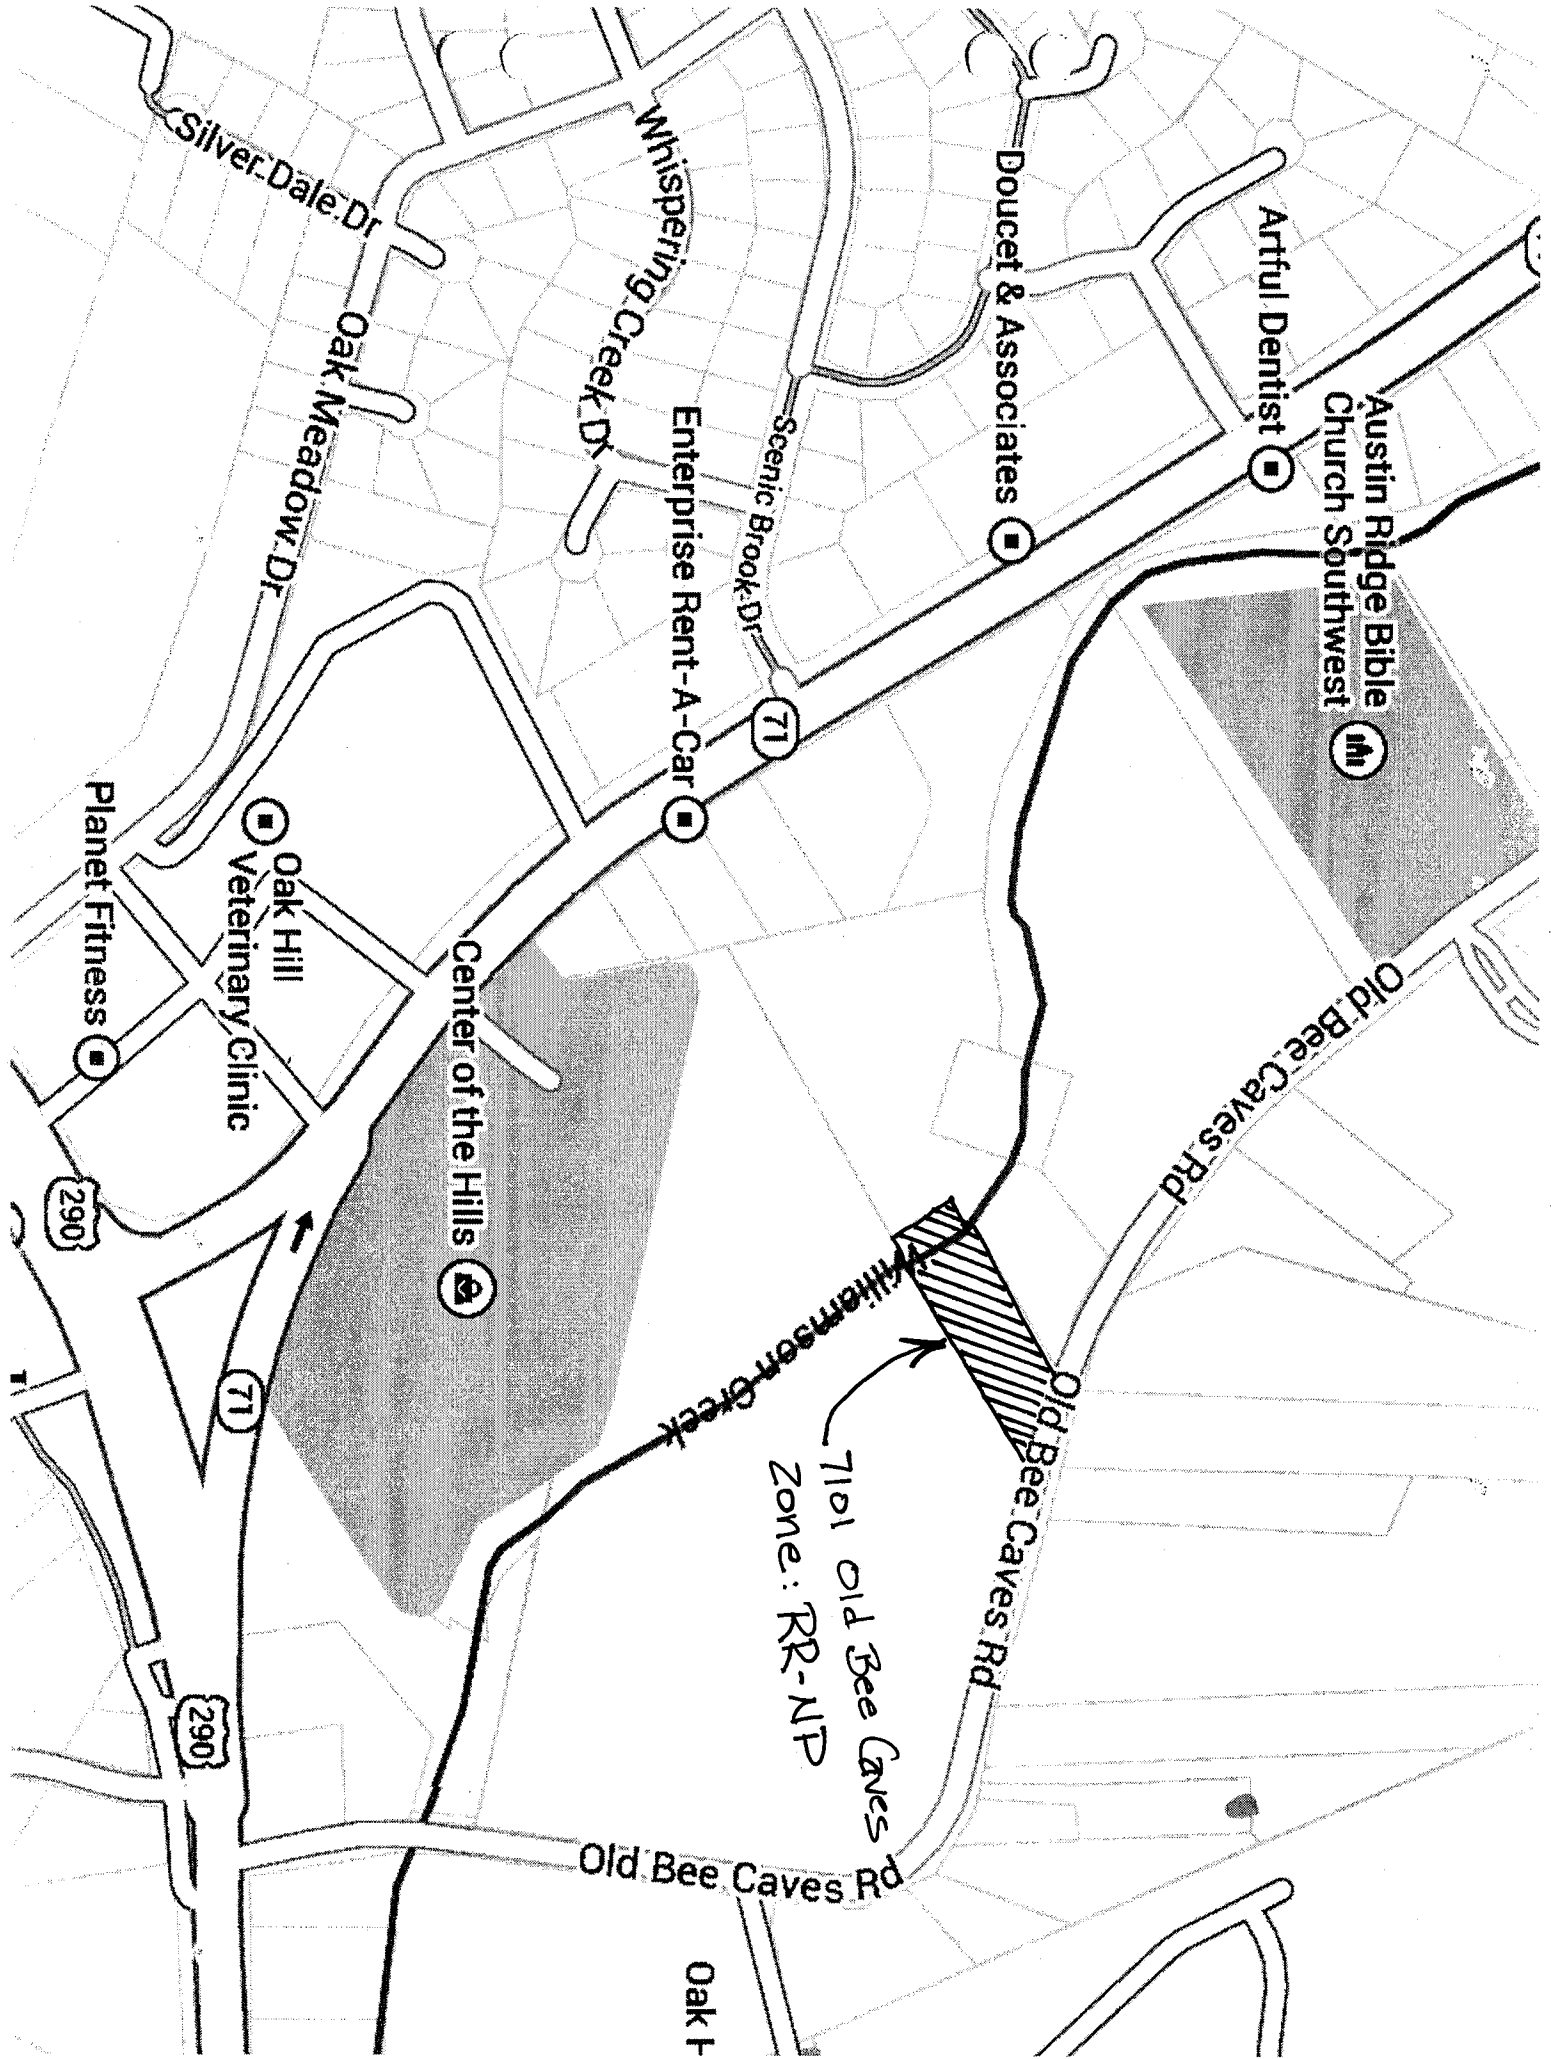 Austin Ridge Bible
Church Southwest
Artful Dentist
Doucet & Associates
Old Bee Caves Rd
Old Bee Caves Rd
Scenic Brook Dr
71
Enterprise Rent-A-Car
Whispering Creek Dr
Williamson Creek
7101 Old Bee Caves
Zone: RR-NP
Old Bee Caves Rd
Oak H
Center of the Hills
Silver Dale Dr
Oak Meadow Dr
Oak Hill
Veterinary Clinic
71
290
Planet Fitness
290